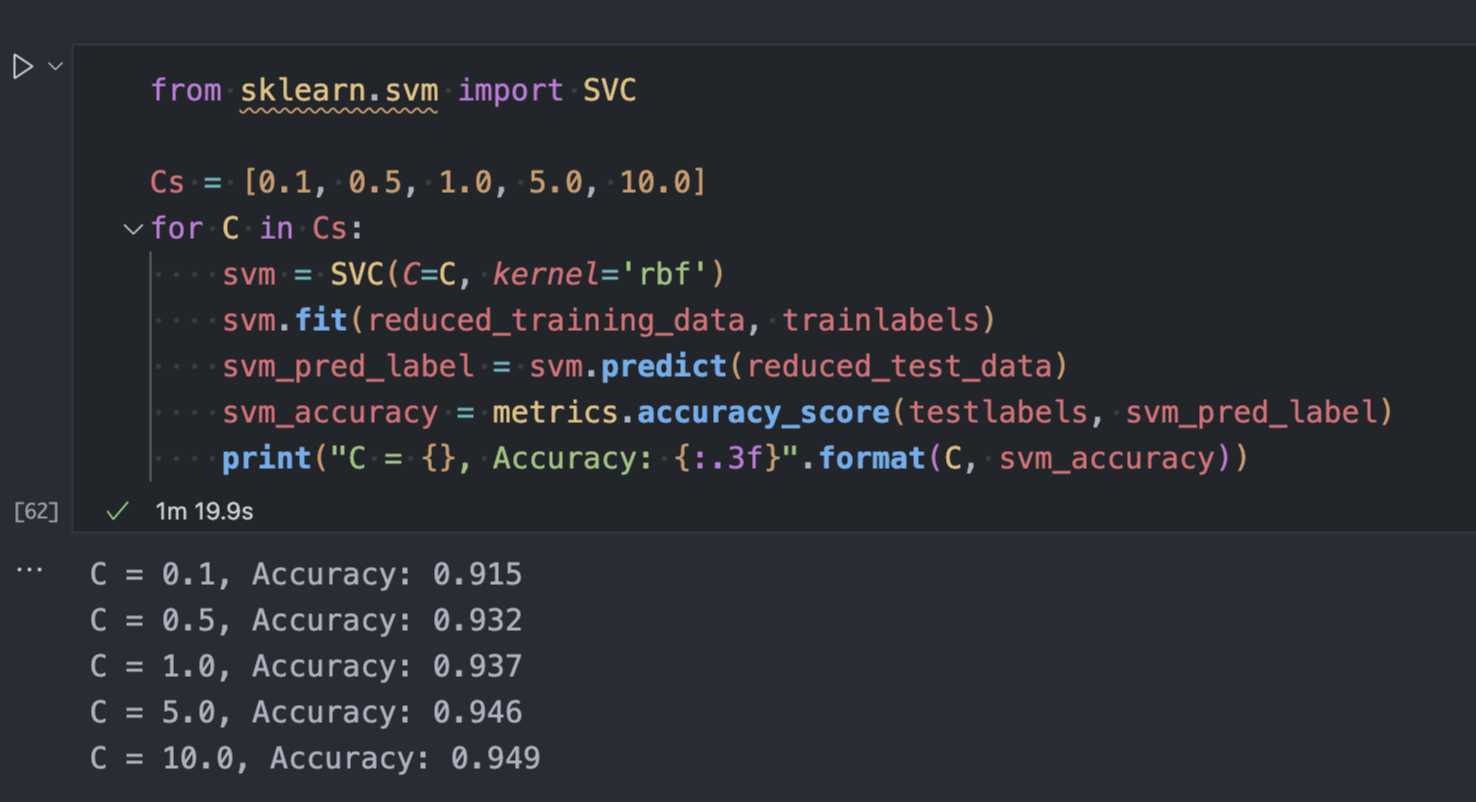 from sklearn.svm import SVC
Cs = [0.1, 0.5, 1.0, 5.0, 10.0]
for C in Cs:
    svm = SVC(C=C, kernel='rbf')
    svm.fit(reduced_training_data, trainlabels)
    svm_pred_label = svm.predict(reduced_test_data)
    svm_accuracy = metrics.accuracy_score(testlabels, svm_pred_label)
    print("C = {}, Accuracy: {:.3f}".format(C, svm_accuracy))
[62] ✓ 1m 19.9s
... C = 0.1, Accuracy: 0.915
C = 0.5, Accuracy: 0.932
C = 1.0, Accuracy: 0.937
C = 5.0, Accuracy: 0.946
C = 10.0, Accuracy: 0.949